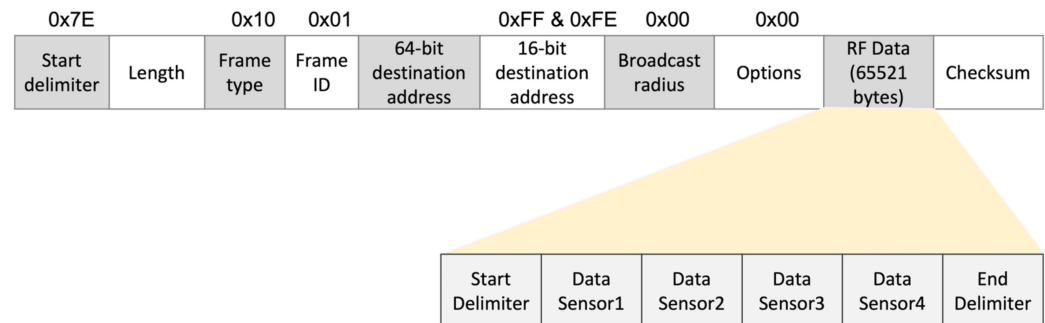 0x7E 0x10 0x01 0xFF & 0xFE 0x00 0x00
Start delimiter
Length
Frame type
Frame ID
64-bit destination address
16-bit destination address
Broadcast radius
Options
RF Data (65521 bytes)
Checksum
Start Delimiter
Data Sensor1
Data Sensor2
Data Sensor3
Data Sensor4
End Delimiter